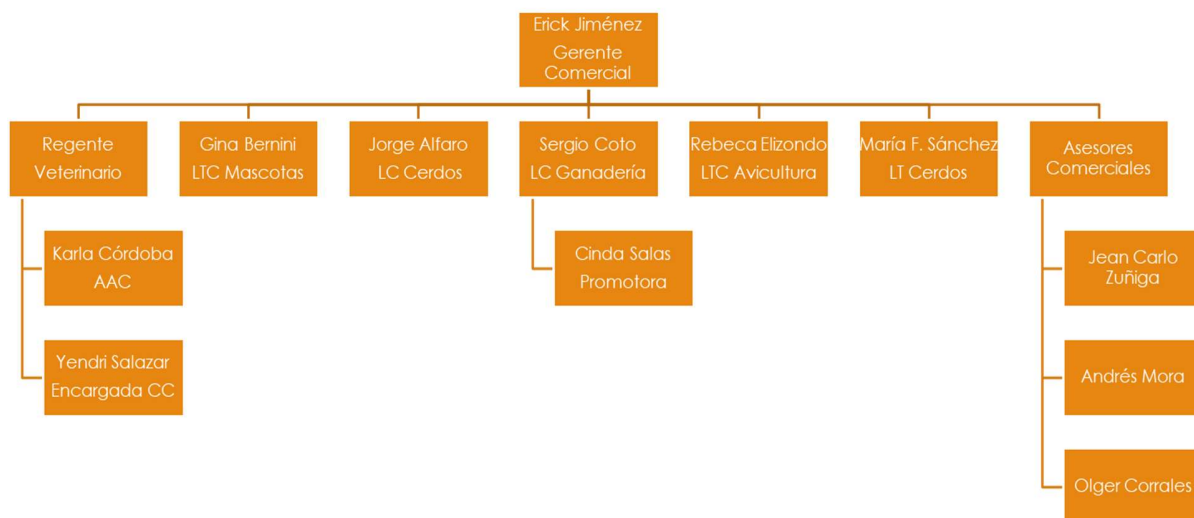 Erick Jiménez
Gerente
Comercial
Regente
Veterinario
Gina Bernini
LTC Mascotas
Jorge Alfaro
LC Cerdos
Sergio Coto
LC Ganadería
Rebeca Elizondo
LTC Avicultura
María F. Sánchez
LT Cerdos
Asesores
Comerciales
Karla Córdoba
AAC
Cinda Salas
Promotora
Jean Carlo
Zuñiga
Yendri Salazar
Encargada CC
Andrés Mora
Olger Corrales